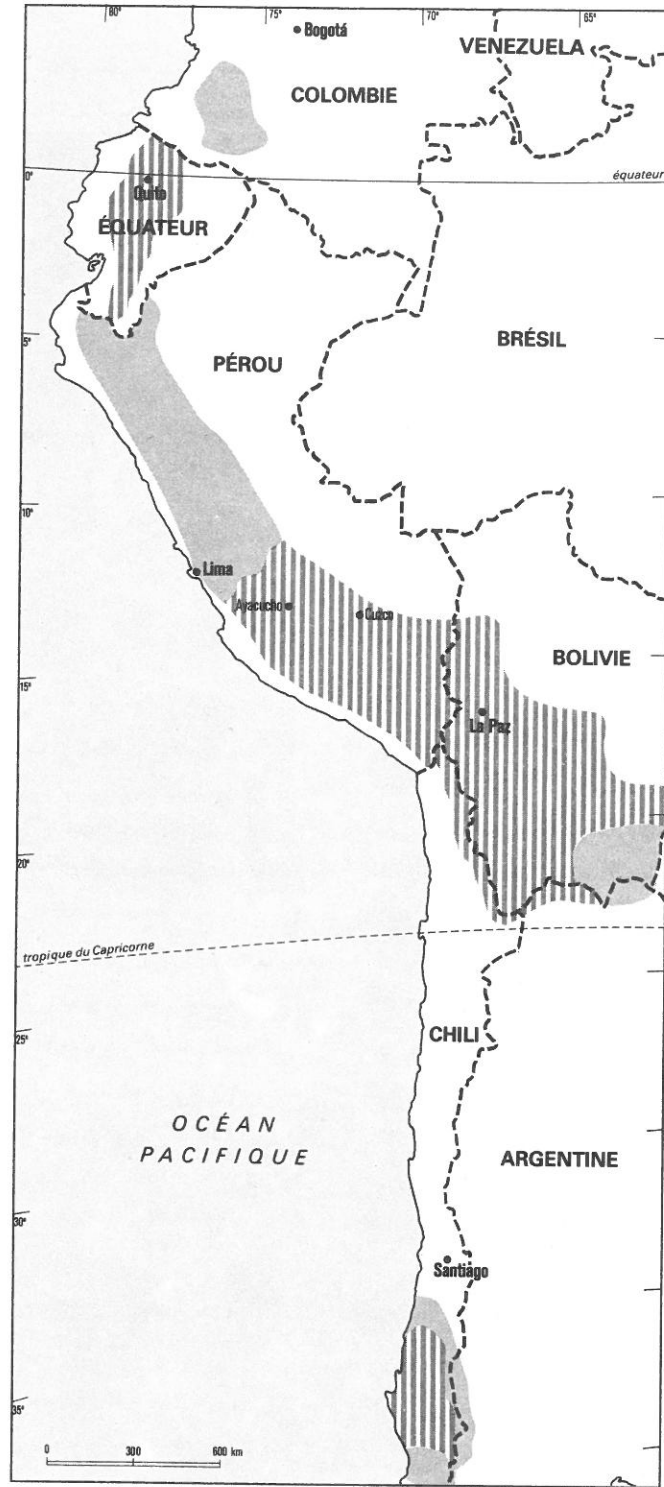 80° 75° 70° 65°
Bogotá
VENEZUELA
COLOMBIE
0°
équateur
Quito
ÉQUATEUR
5°
BRÉSIL
PÉROU
10°
Lima
Ayacucho
Cuzco
BOLIVIE
15°
La Paz
20°
tropique du Capricorne
25°
CHILI
OCÉAN
PACIFIQUE
ARGENTINE
30°
Santiago
35°
0 300 600 km